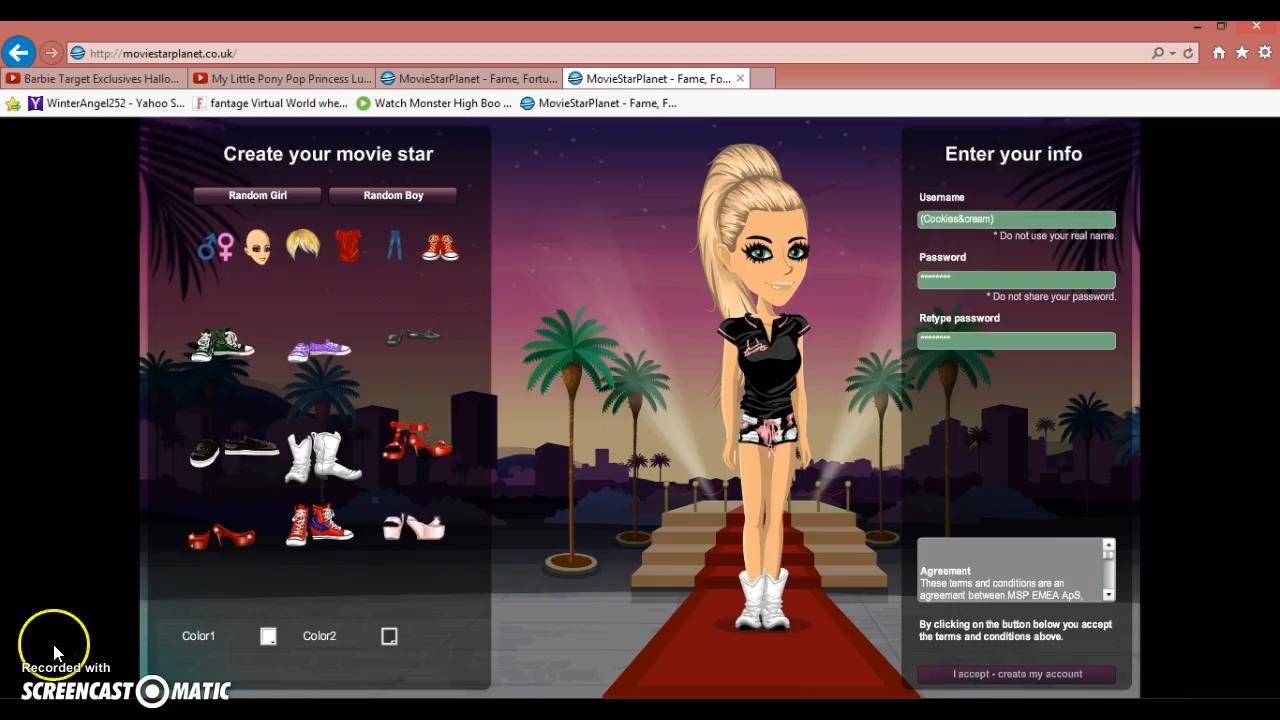 http://moviestarplanet.co.uk/
Barbie Target Exclusives Hallo...
My Little Pony Pop Princess Lu...
MovieStarPlanet - Fame, Fortu...
MovieStarPlanet - Fame, Fo...
WinterAngel252 - Yahoo S...
fantage Virtual World whe...
Watch Monster High Boo ...
MovieStarPlanet - Fame, F...
Create your movie star
Random Girl
Random Boy
Color1
Color2
Enter your info
Username
(Cookies&cream)
* Do not use your real name.
Password
********
* Do not share your password.
Retype password
********
Agreement
These terms and conditions are an
agreement between MSP EMEA ApS,
By clicking on the button below you accept
the terms and conditions above.
I accept - create my account
Recorded with
SCREENCAST MATIC